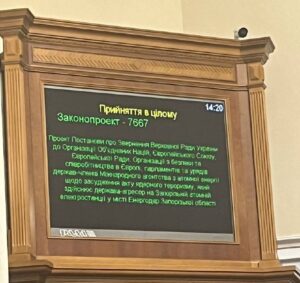 Прийняття в цілому
14:20
Законопроект - 7667
Проект Постанови про Звернення Верховної Ради України
до Організації Об'єднаних Націй, Європейського Союзу,
Європейської Ради, Організації з безпеки та
співробітництва в Європі, парламентів та урядів
держав-членів Міжнародного агентства з атомної енергії
щодо засудження акту ядерного тероризму, який
здійснює держава-агресор на Запорізькій атомній
електростанції у місті Енергодар Запорізької області